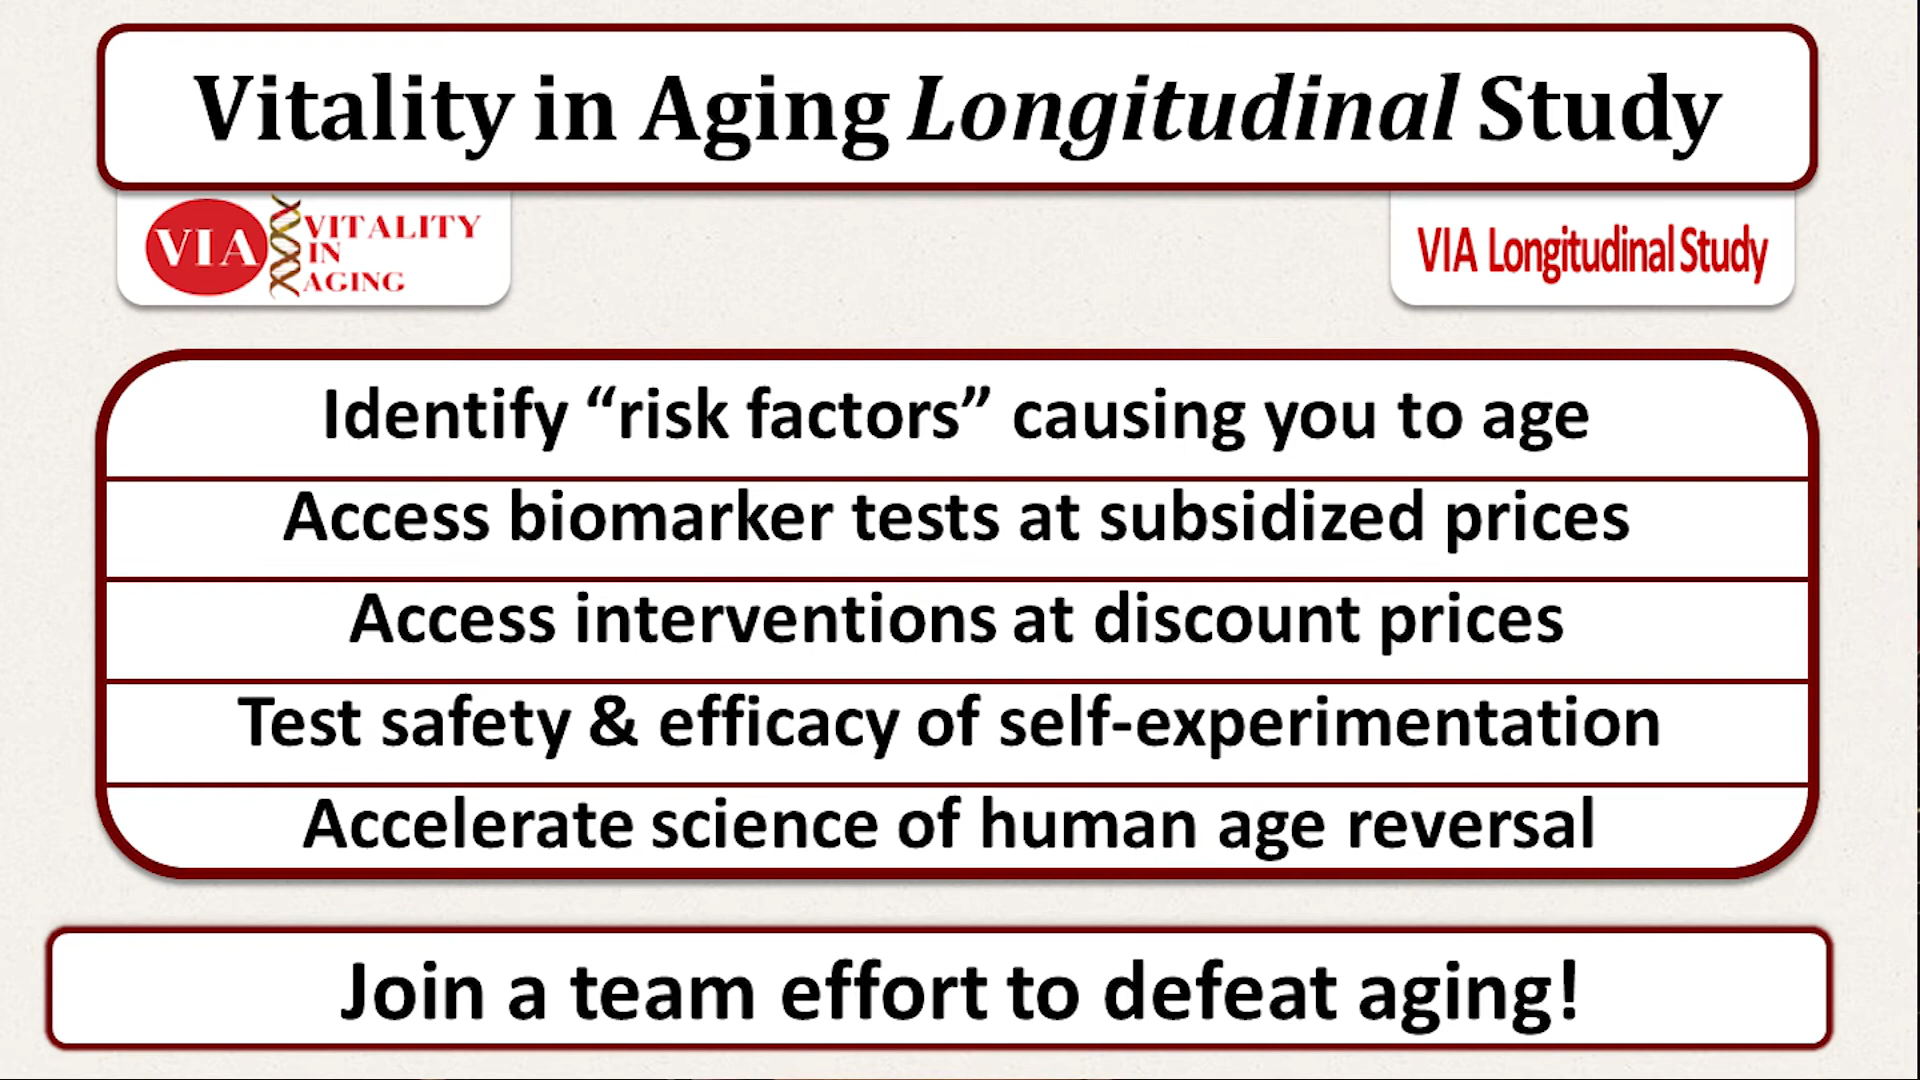 Vitality in Aging Longitudinal Study
VIA
VITALITY
IN
AGING
VIA Longitudinal Study
Identify “risk factors” causing you to age
Access biomarker tests at subsidized prices
Access interventions at discount prices
Test safety & efficacy of self-experimentation
Accelerate science of human age reversal
Join a team effort to defeat aging!